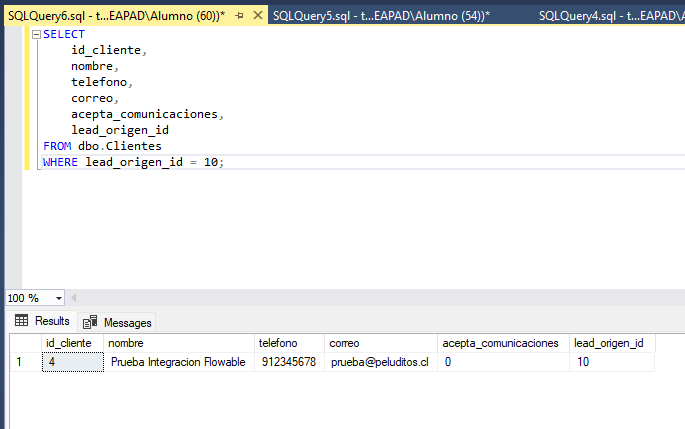 SQLQuery6.sql - t...EAPAD\Alumno (60))* SQLQuery5.sql - t...EAPAD\Alumno (54))* SQLQuery4.sql - t...EAPAD\A
SELECT
id_cliente,
nombre,
telefono,
correo,
acepta_comunicaciones,
lead_origen_id
FROM dbo.Clientes
WHERE lead_origen_id = 10;
100 %
Results Messages
id_cliente nombre telefono correo acepta_comunicaciones lead_origen_id
1 4 Prueba Integracion Flowable 912345678 prueba@peluditos.cl 0 10